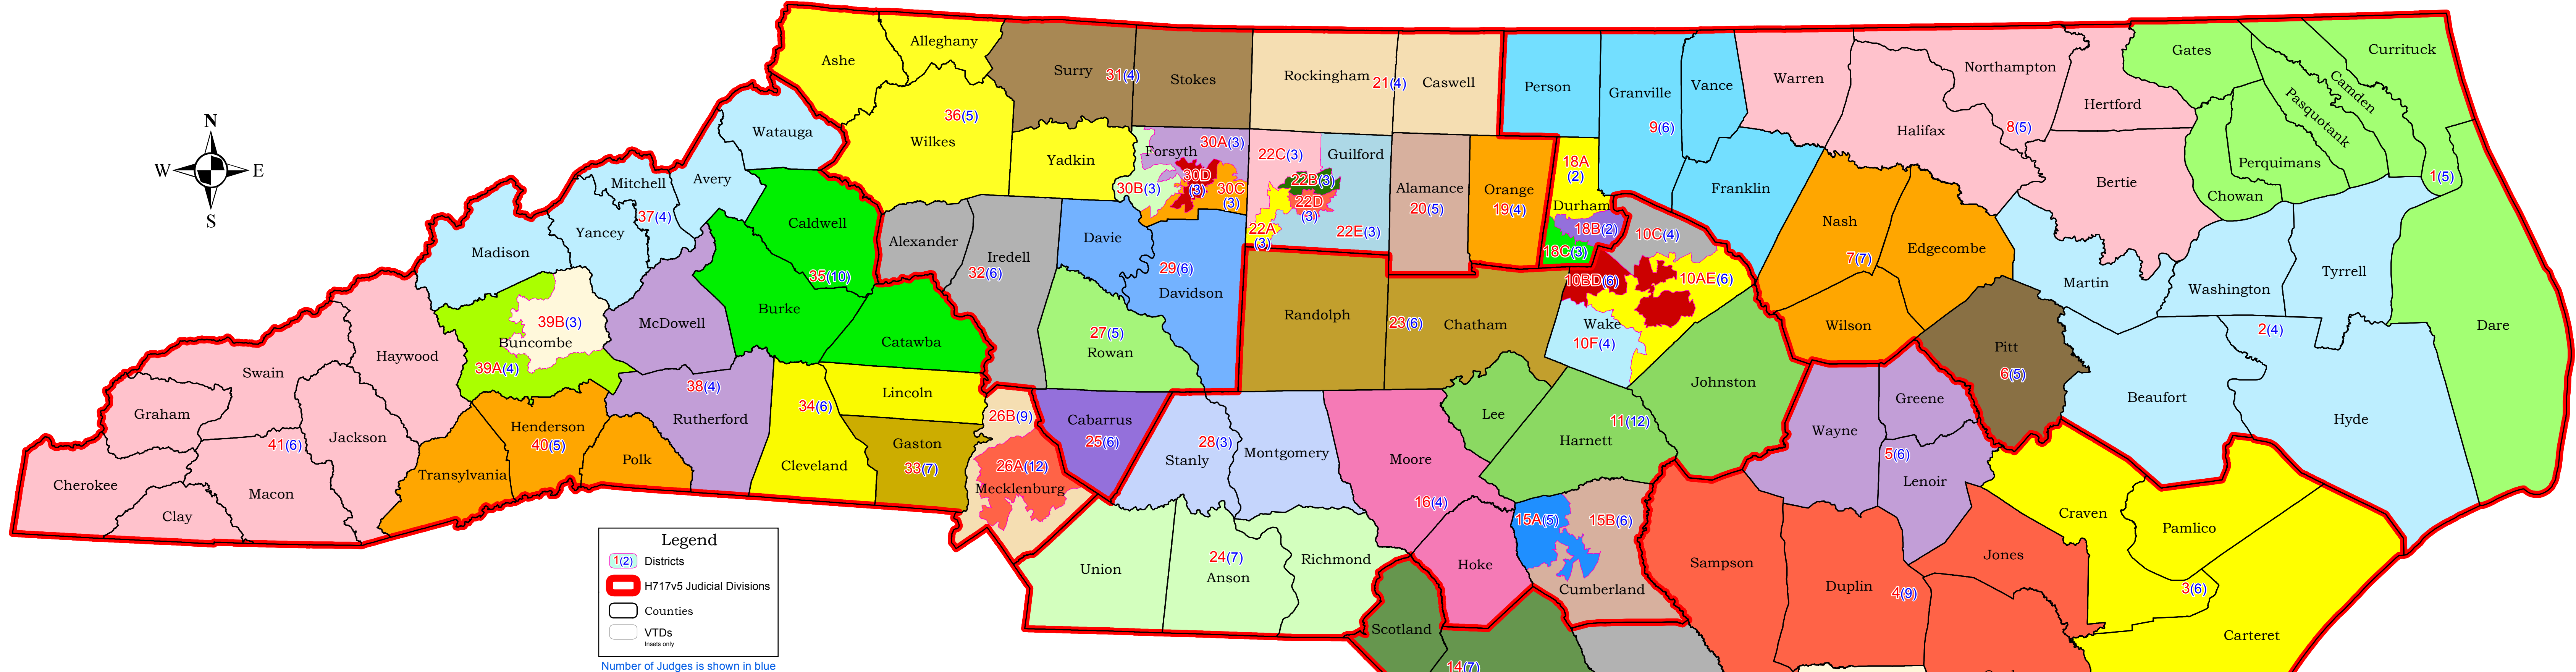 N
W E
S
Ashe
Alleghany
Surry
31(4)
Stokes
Rockingham
21(4)
Caswell
Person
Granville
Vance
Warren
Northampton
Gates
Currituck
Camden
Pasquotank
Hertford
Halifax
8(5)
9(6)
36(5)
Wilkes
Watauga
Yadkin
Forsyth
30A(3)
30B(3)
30D
(3)
30C
(3)
22C(3)
Guilford
22B(3)
22D
(3)
22A
(3)
22E(3)
Alamance
20(5)
Orange
19(4)
18A
(2)
Durham
18B(2)
18C(3)
Franklin
Bertie
Perquimans
Chowan
1(5)
Mitchell
Avery
37(4)
Yancey
Madison
Caldwell
35(10)
Alexander
Iredell
32(6)
Davie
29(6)
Davidson
10C(4)
10BD(6)
10AE(6)
Wake
10F(4)
Nash
7(7)
Edgecombe
Wilson
Martin
Washington
Tyrrell
Dare
2(4)
39B(3)
Buncombe
39A(4)
McDowell
Burke
Catawba
27(5)
Rowan
Randolph
23(6)
Chatham
Johnston
Pitt
6(5)
Beaufort
Hyde
Swain
Haywood
Graham
Jackson
41(6)
Cherokee
Macon
Clay
Henderson
40(5)
Transylvania
Polk
38(4)
Rutherford
34(6)
Lincoln
Cleveland
Gaston
33(7)
26B(9)
26A(12)
Mecklenburg
Cabarrus
25(6)
28(3)
Stanly
Montgomery
Moore
16(4)
Lee
11(12)
Harnett
Wayne
Greene
5(6)
Lenoir
Craven
Pamlico
3(6)
Carteret
Jones
Duplin
4(9)
Sampson
15A(5)
15B(6)
Cumberland
Hoke
Union
24(7)
Anson
Richmond
Scotland
14(7)
Legend
1(2) Districts
H717v5 Judicial Divisions
Counties
VTDs
Insets only
Number of Judges is shown in blue